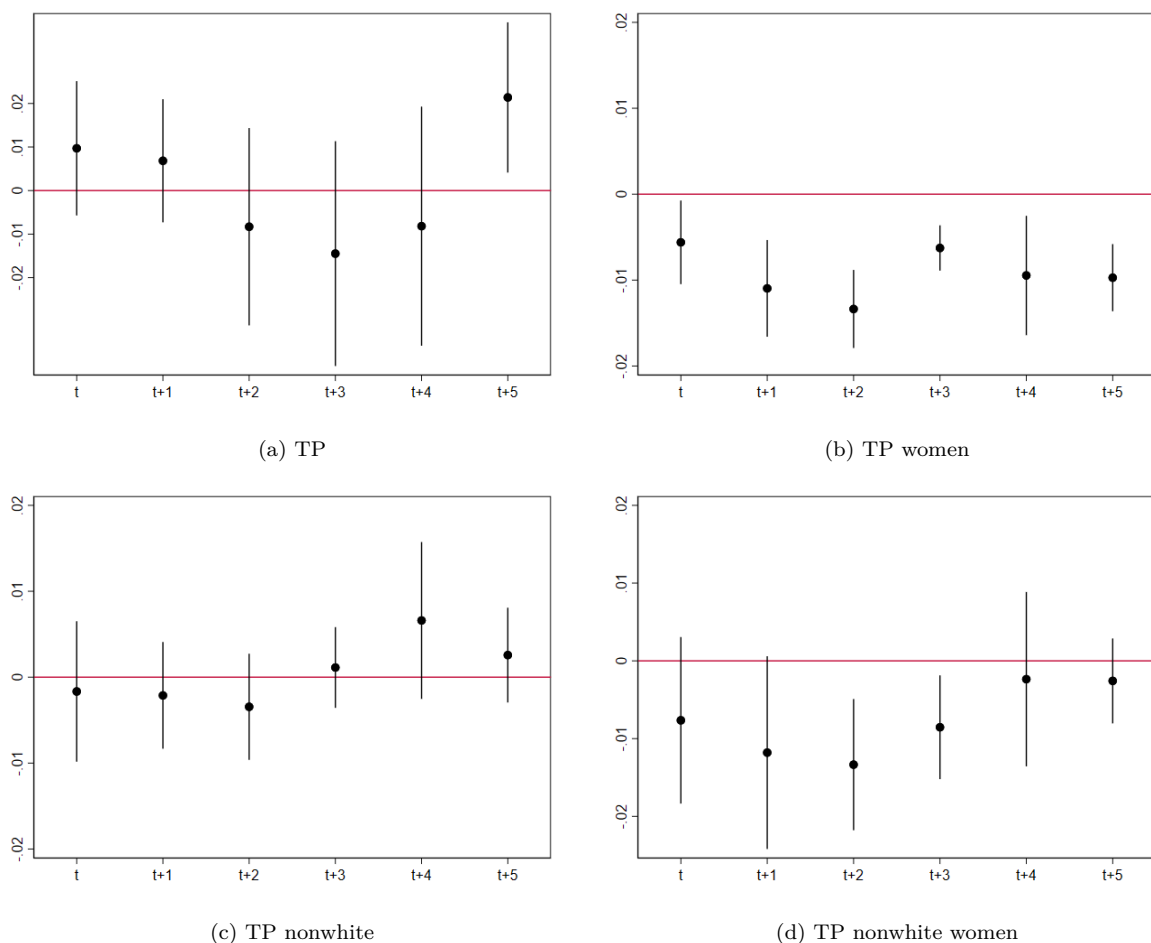 .02
.01
0
-.01
-.02
t t+1 t+2 t+3 t+4 t+5
(a) TP
.02
.01
0
-.01
-.02
t t+1 t+2 t+3 t+4 t+5
(b) TP women
.02
.01
0
-.01
-.02
t t+1 t+2 t+3 t+4 t+5
(c) TP nonwhite
.02
.01
0
-.01
-.02
t t+1 t+2 t+3 t+4 t+5
(d) TP nonwhite women